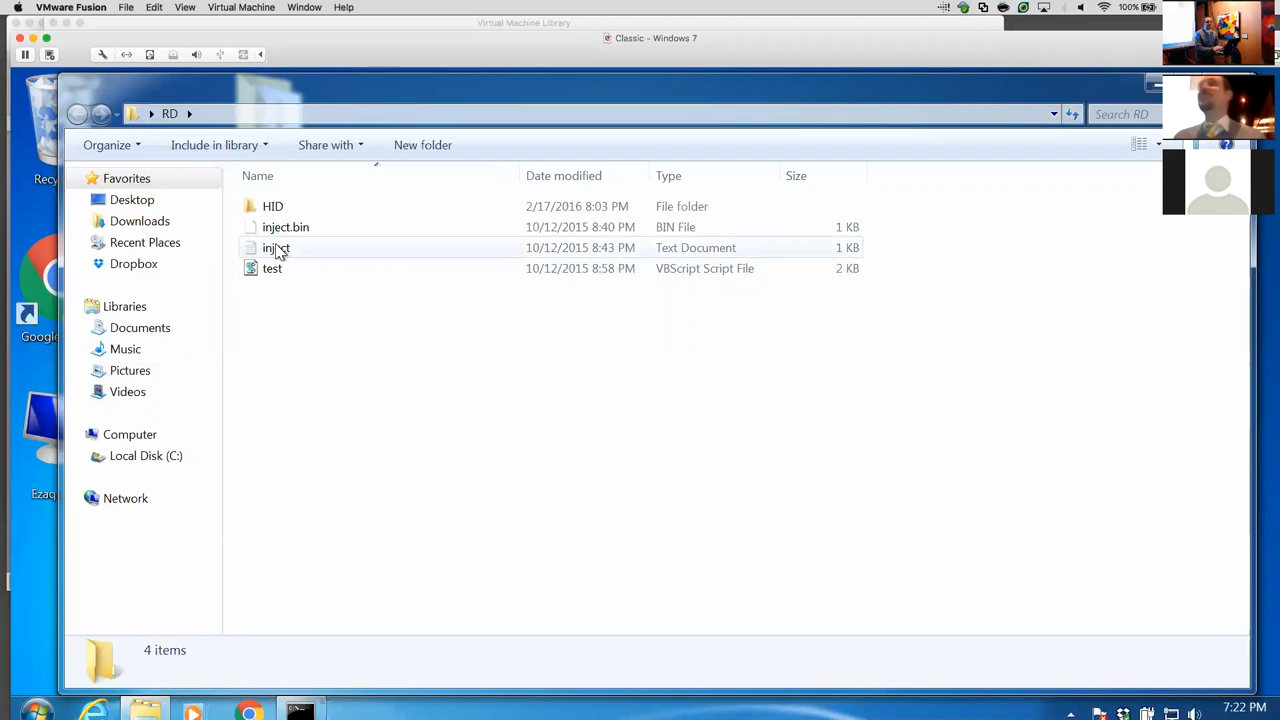 VMware Fusion File Edit View Virtual Machine Window Help 100%
Virtual Machine Library
Classic - Windows 7
RD
Search RD
Organize Include in library Share with New folder
Name Date modified Type Size
Favorites
Desktop
Downloads
Recent Places
Dropbox
Libraries
Documents
Music
Pictures
Videos
Computer
Local Disk (C:)
Network
HID 2/17/2016 8:03 PM File folder
inject.bin 10/12/2015 8:40 PM BIN File 1 KB
inject 10/12/2015 8:43 PM Text Document 1 KB
test 10/12/2015 8:58 PM VBScript Script File 2 KB
Recy
Google
Ezaq
4 items
7:22 PM